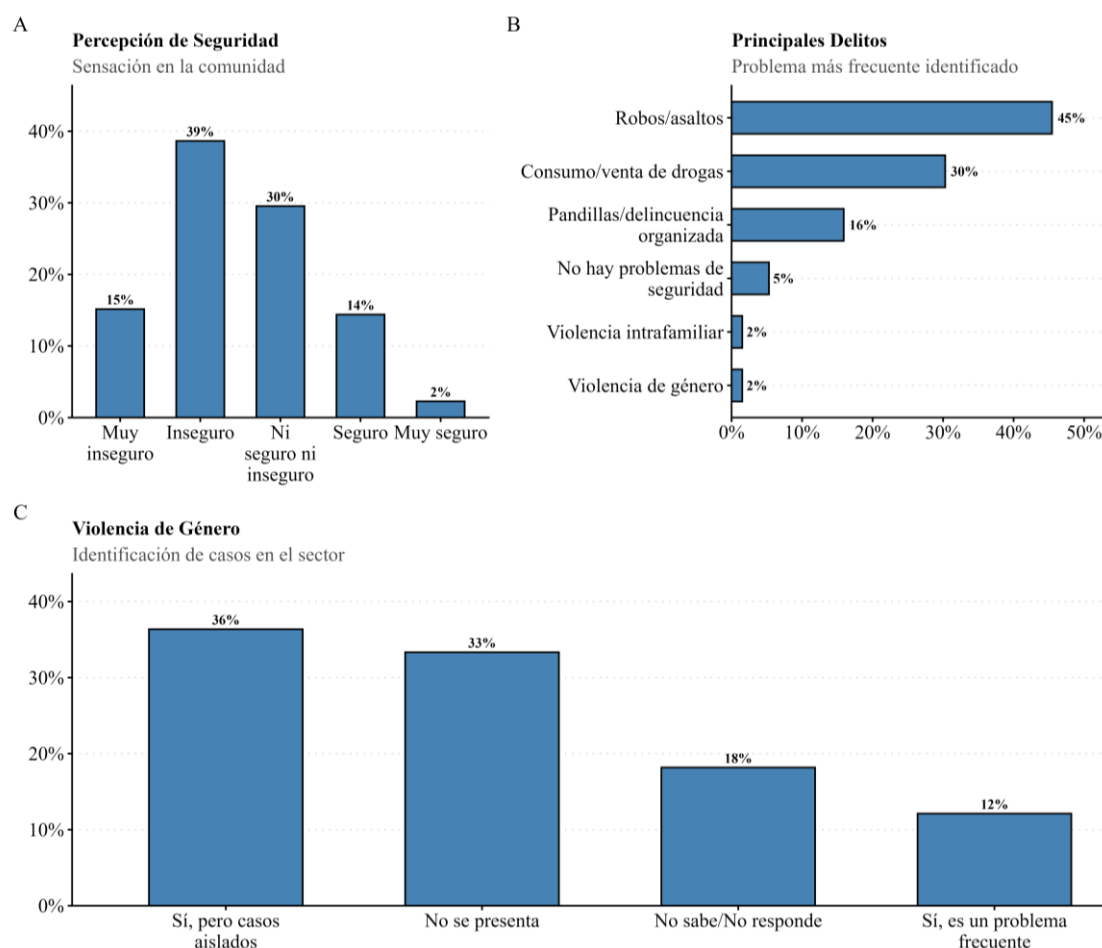 A
Percepción de Seguridad
Sensación en la comunidad
40%
30%
20%
10%
0%
15%
39%
30%
14%
2%
Muy
inseguro
Inseguro
Ni
seguro ni
inseguro
Seguro
Muy seguro
B
Principales Delitos
Problema más frecuente identificado
Robos/asaltos
45%
Consumo/venta de drogas
30%
Pandillas/delincuencia
organizada
16%
No hay problemas de
seguridad
5%
Violencia intrafamiliar
2%
Violencia de género
2%
0%
10%
20%
30%
40%
50%
C
Violencia de Género
Identificación de casos en el sector
40%
30%
20%
10%
0%
36%
33%
18%
12%
Sí, pero casos
aislados
No se presenta
No sabe/No responde
Sí, es un problema
frecuente